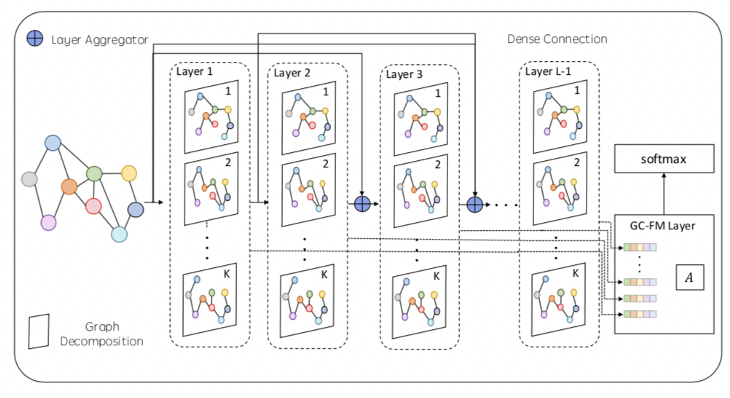 Layer Aggregator
Dense Connection
Layer 1
Layer 2
Layer 3
Layer L-1
1
1
1
1
2
2
2
2
K
K
K
K
softmax
GC-FM Layer
A
Graph
Decomposition